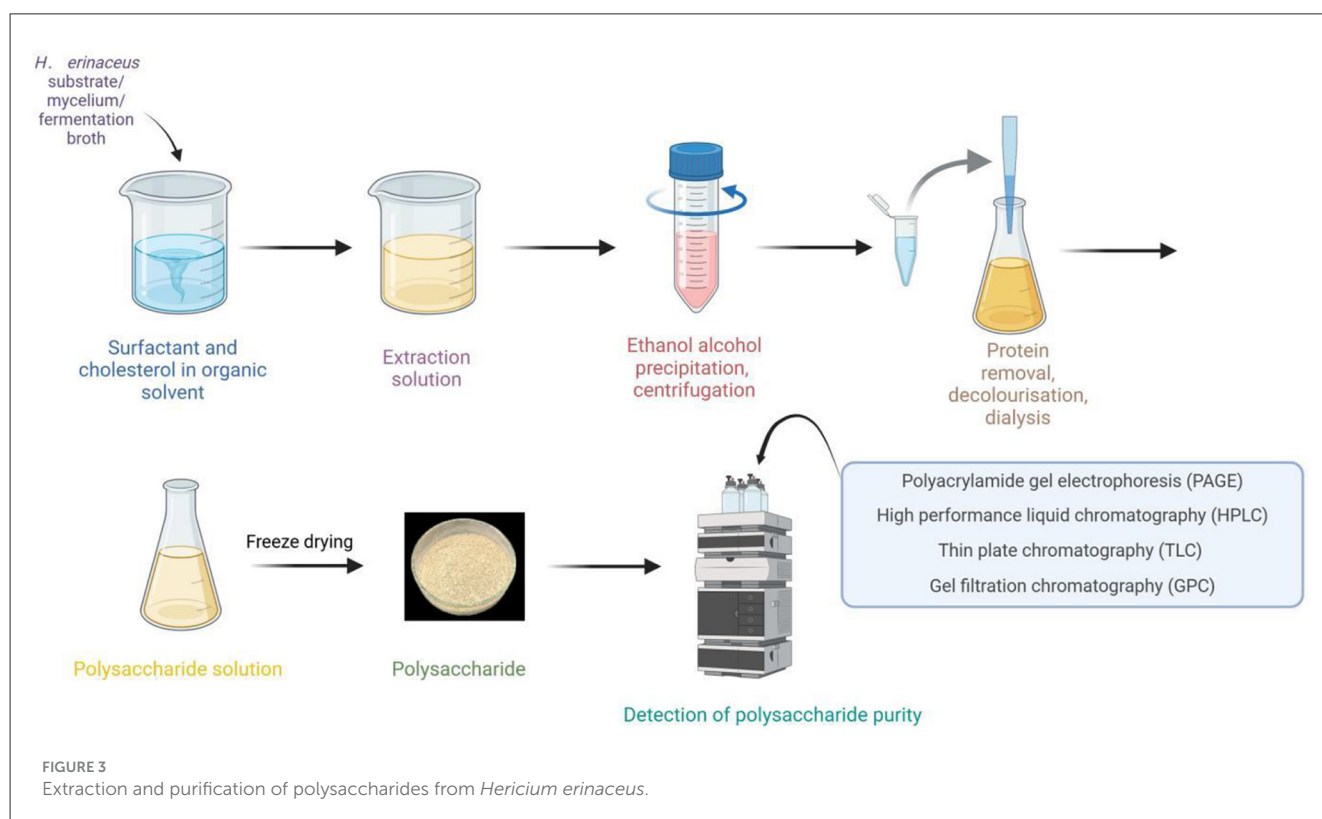 H. erinaceus
substrate/
mycelium/
fermentation
broth
Surfactant and
cholesterol in organic
solvent
Extraction
solution
Ethanol alcohol
precipitation,
centrifugation
Protein
removal,
decolourisation,
dialysis
Polysaccharide solution
Freeze drying
Polysaccharide
Detection of polysaccharide purity
Polyacrylamide gel electrophoresis (PAGE)
High performance liquid chromatography (HPLC)
Thin plate chromatography (TLC)
Gel filtration chromatography (GPC)
FIGURE 3
Extraction and purification of polysaccharides from Hericium erinaceus.